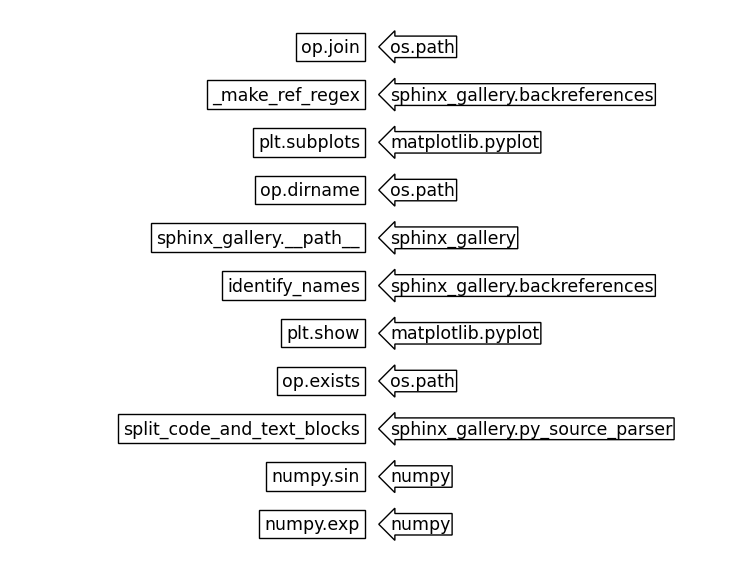 op.join os.path
_make_ref_regex sphinx_gallery.backreferences
plt.subplots matplotlib.pyplot
op.dirname os.path
sphinx_gallery.__path__ sphinx_gallery
identify_names sphinx_gallery.backreferences
plt.show matplotlib.pyplot
op.exists os.path
split_code_and_text_blocks sphinx_gallery.py_source_parser
numpy.sin numpy
numpy.exp numpy